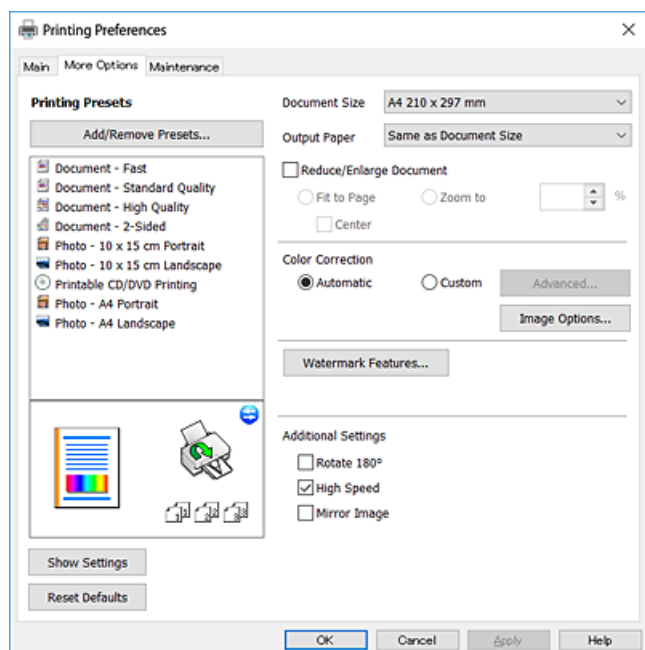 Printing Preferences
Main More Options Maintenance
Printing Presets
Add/Remove Presets...
Document - Fast
Document - Standard Quality
Document - High Quality
Document - 2-Sided
Photo - 10 x 15 cm Portrait
Photo - 10 x 15 cm Landscape
Printable CD/DVD Printing
Photo - A4 Portrait
Photo - A4 Landscape
Show Settings
Reset Defaults
Document Size A4 210 x 297 mm
Output Paper Same as Document Size
Reduce/Enlarge Document
Fit to Page Zoom to %
Center
Color Correction
Automatic Custom Advanced...
Image Options...
Watermark Features...
Additional Settings
Rotate 180°
High Speed
Mirror Image
OK Cancel Apply Help